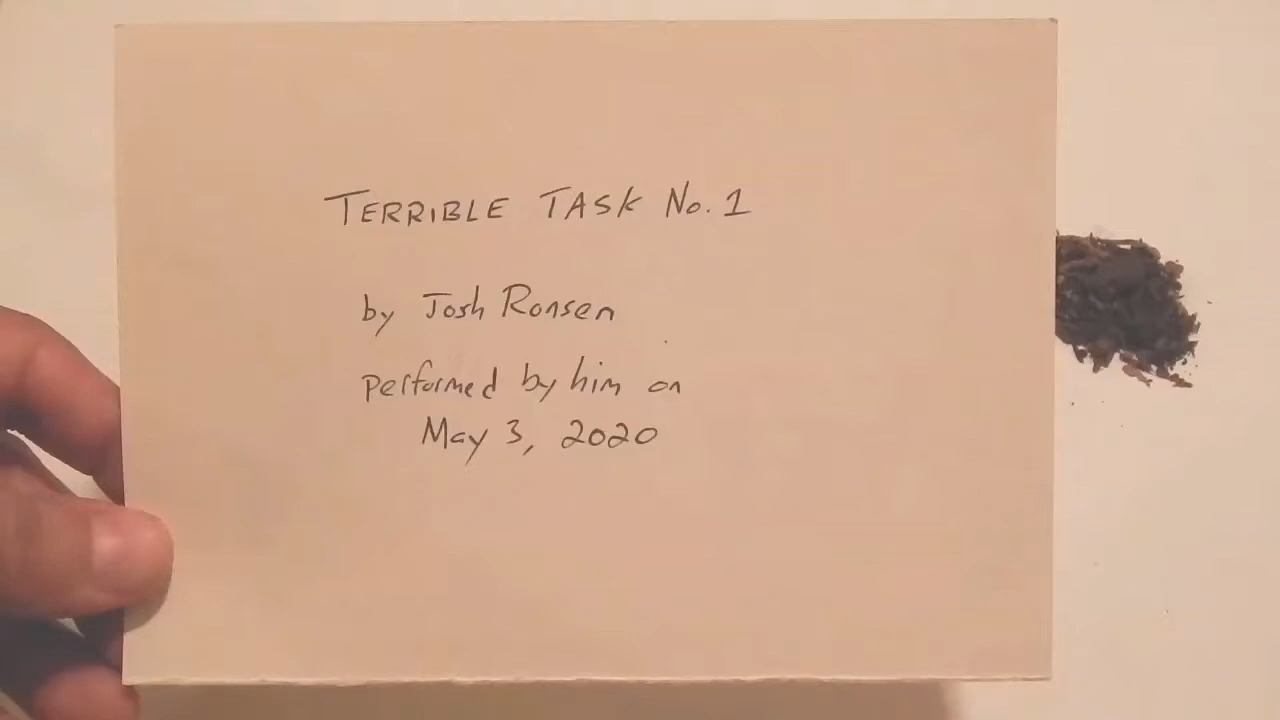 TERRIBLE TASK No. 1
by Josh Ronsen
performed by him on
May 3, 2020